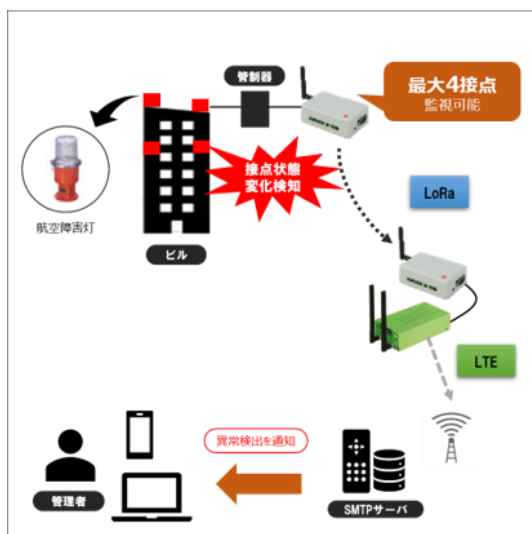 管制器
最大4接点
監視可能
接点状態
変化検知
航空障害灯
ビル
LoRa
LTE
異常検出を通知
管理者
SMTPサーバ